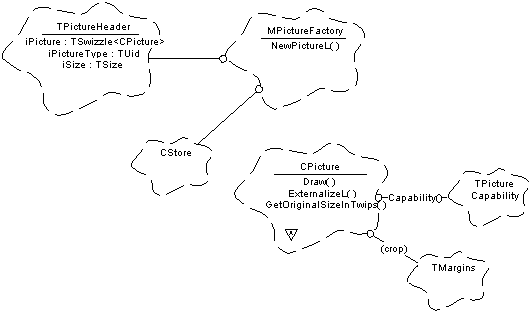 TPictureHeader
iPicture : TSwizzle<CPicture>
iPictureType : TUid
iSize : TSize
MPictureFactory
NewPictureL()
CStore
CPicture
Draw()
ExternalizeL()
GetOriginalSizeInTwips()
A
Capability
TPicture
Capability
(crop)
TMargins